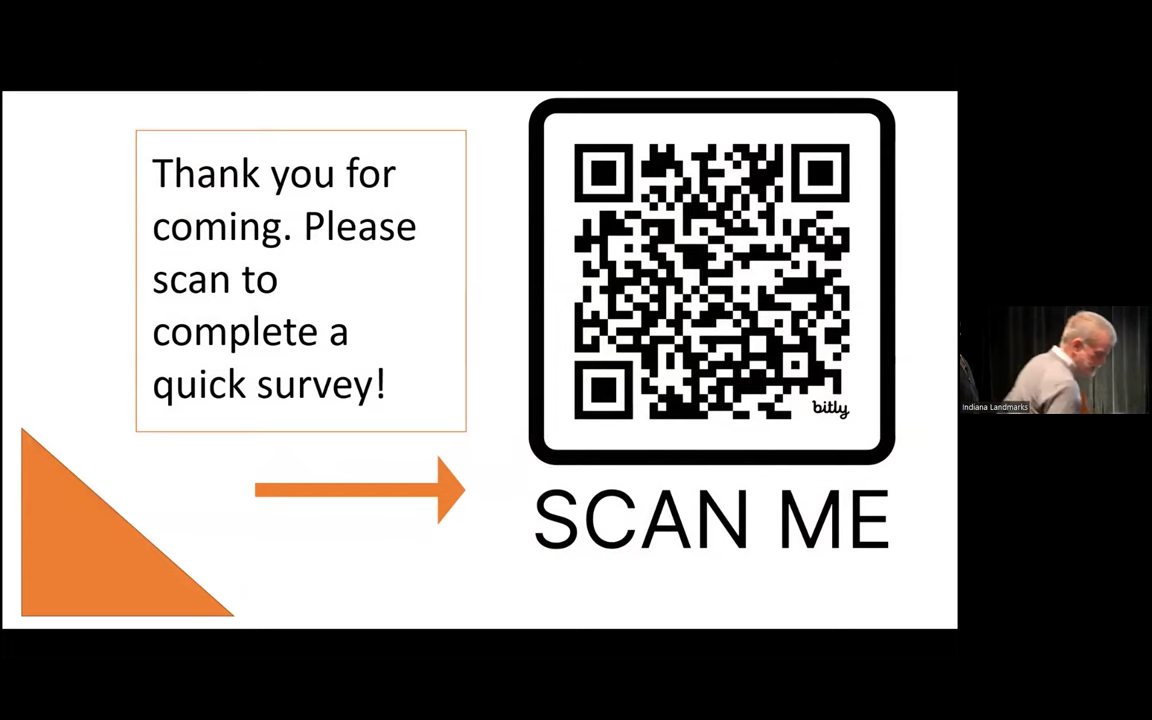 Thank you for
coming. Please
scan to
complete a
quick survey!
bitly
SCAN ME
Indiana Landmarks